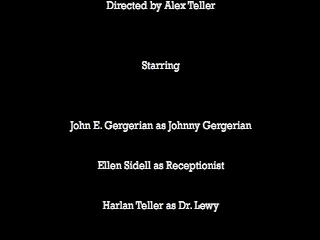 Directed by Alex Teller
Starring
John E. Gergerian as Johnny Gergerian
Ellen Sidell as Receptionist
Harlan Teller as Dr. Lewy